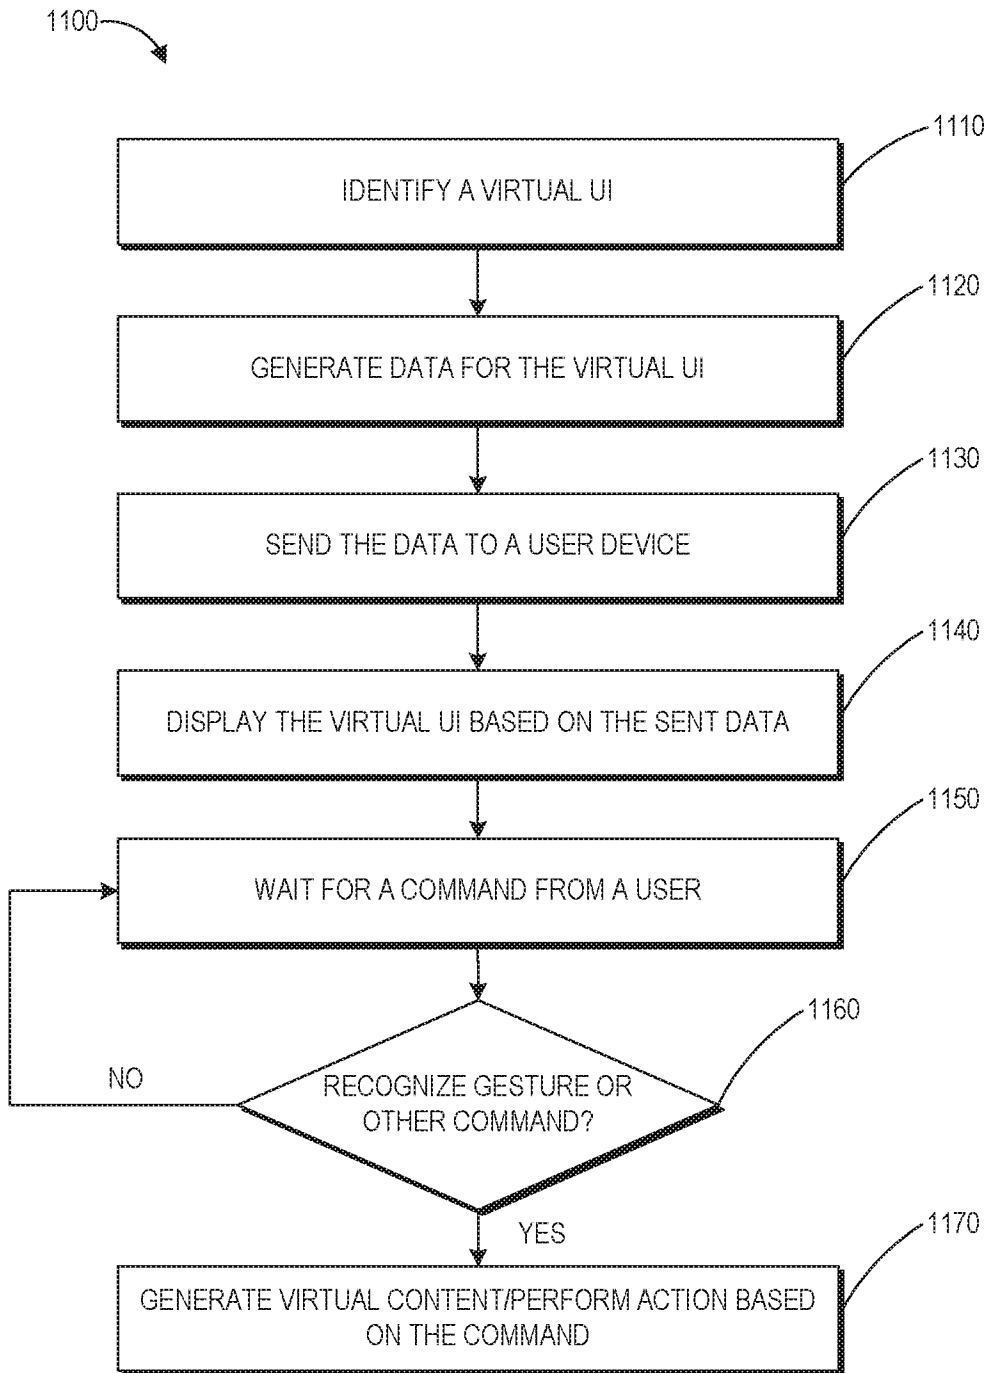 1100
1110
IDENTIFY A VIRTUAL UI
1120
GENERATE DATA FOR THE VIRTUAL UI
1130
SEND THE DATA TO A USER DEVICE
1140
DISPLAY THE VIRTUAL UI BASED ON THE SENT DATA
1150
WAIT FOR A COMMAND FROM A USER
1160
NO
RECOGNIZE GESTURE OR
OTHER COMMAND?
YES
1170
GENERATE VIRTUAL CONTENT/PERFORM ACTION BASED
ON THE COMMAND